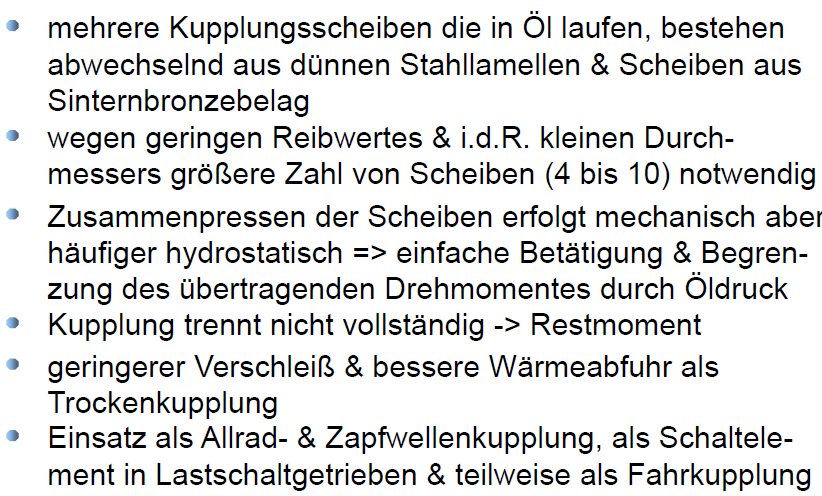 mehrere Kupplungsscheiben die in Öl laufen, bestehen
abwechselnd aus dünnen Stahllamellen & Scheiben aus
Sinternbronzebelag
wegen geringen Reibwertes & i.d.R. kleinen Durch-
messers größere Zahl von Scheiben (4 bis 10) notwendig
Zusammenpressen der Scheiben erfolgt mechanisch aber
häufiger hydrostatisch => einfache Betätigung & Begren-
zung des übertragenden Drehmomentes durch Öldruck
Kupplung trennt nicht vollständig -> Restmoment
geringerer Verschleiß & bessere Wärmeabfuhr als
Trockenkupplung
Einsatz als Allrad- & Zapfwellenkupplung, als Schaltele-
ment in Lastschaltgetrieben & teilweise als Fahrkupplung